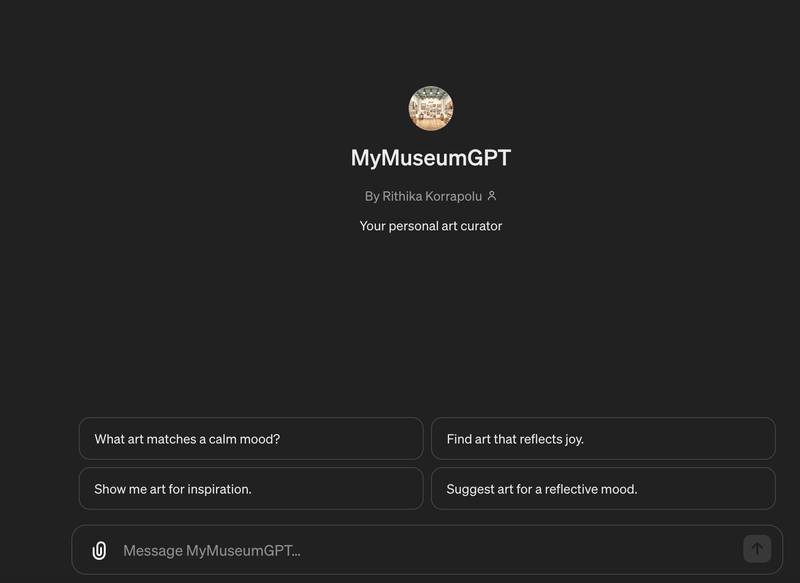 MyMuseumGPT
By Rithika Korrapolu
Your personal art curator
What art matches a calm mood?
Find art that reflects joy.
Show me art for inspiration.
Suggest art for a reflective mood.
Message MyMuseumGPT...